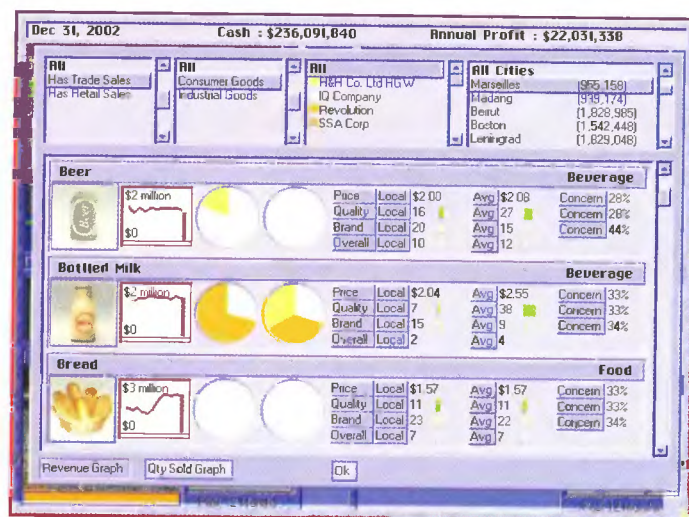 Dec 31, 2002 Cash : $236,091,840 Annual Profit : $22,031,338
All All All All Cities
Has Trade Sales Consumer Goods H&H Co. Ltd HGW Marseilles (955,158)
Has Retail Sales Industrial Goods IQ Company Madang (939,174)
Revolution Beirut (1,828,985)
SSA Corp Boston (1,542,448)
Leningrad (1,829,048)
Beer Beverage
$2 million Price Local $2.00 Avg $2.08 Concern 28%
Quality Local 16 Avg 27 Concern 28%
Brand Local 20 Avg 15 Concern 44%
$0 Overall Local 10 Avg 12
Bottled Milk Beverage
$2 million Price Local $2.04 Avg $2.55 Concern 33%
Quality Local 7 Avg 38 Concern 33%
Brand Local 15 Avg 9 Concern 34%
$0 Overall Local 2 Avg 4
Bread Food
$3 million Price Local $1.57 Avg $1.57 Concern 33%
Quality Local 11 Avg 11 Concern 33%
Brand Local 23 Avg 22 Concern 34%
$0 Overall Local 7 Avg 7
Revenue Graph Qty Sold Graph Ok